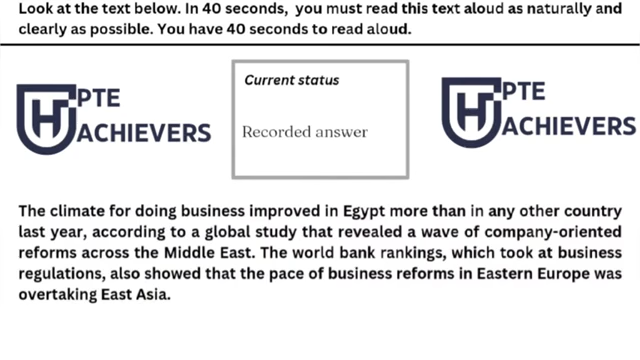 Look at the text below. In 40 seconds, you must read this text aloud as naturally and
clearly as possible. You have 40 seconds to read aloud.
PTE
ACHIEVERS
Current status
Recorded answer
PTE
ACHIEVERS
The climate for doing business improved in Egypt more than in any other country
last year, according to a global study that revealed a wave of company-oriented
reforms across the Middle East. The world bank rankings, which took at business
regulations, also showed that the pace of business reforms in Eastern Europe was
overtaking East Asia.